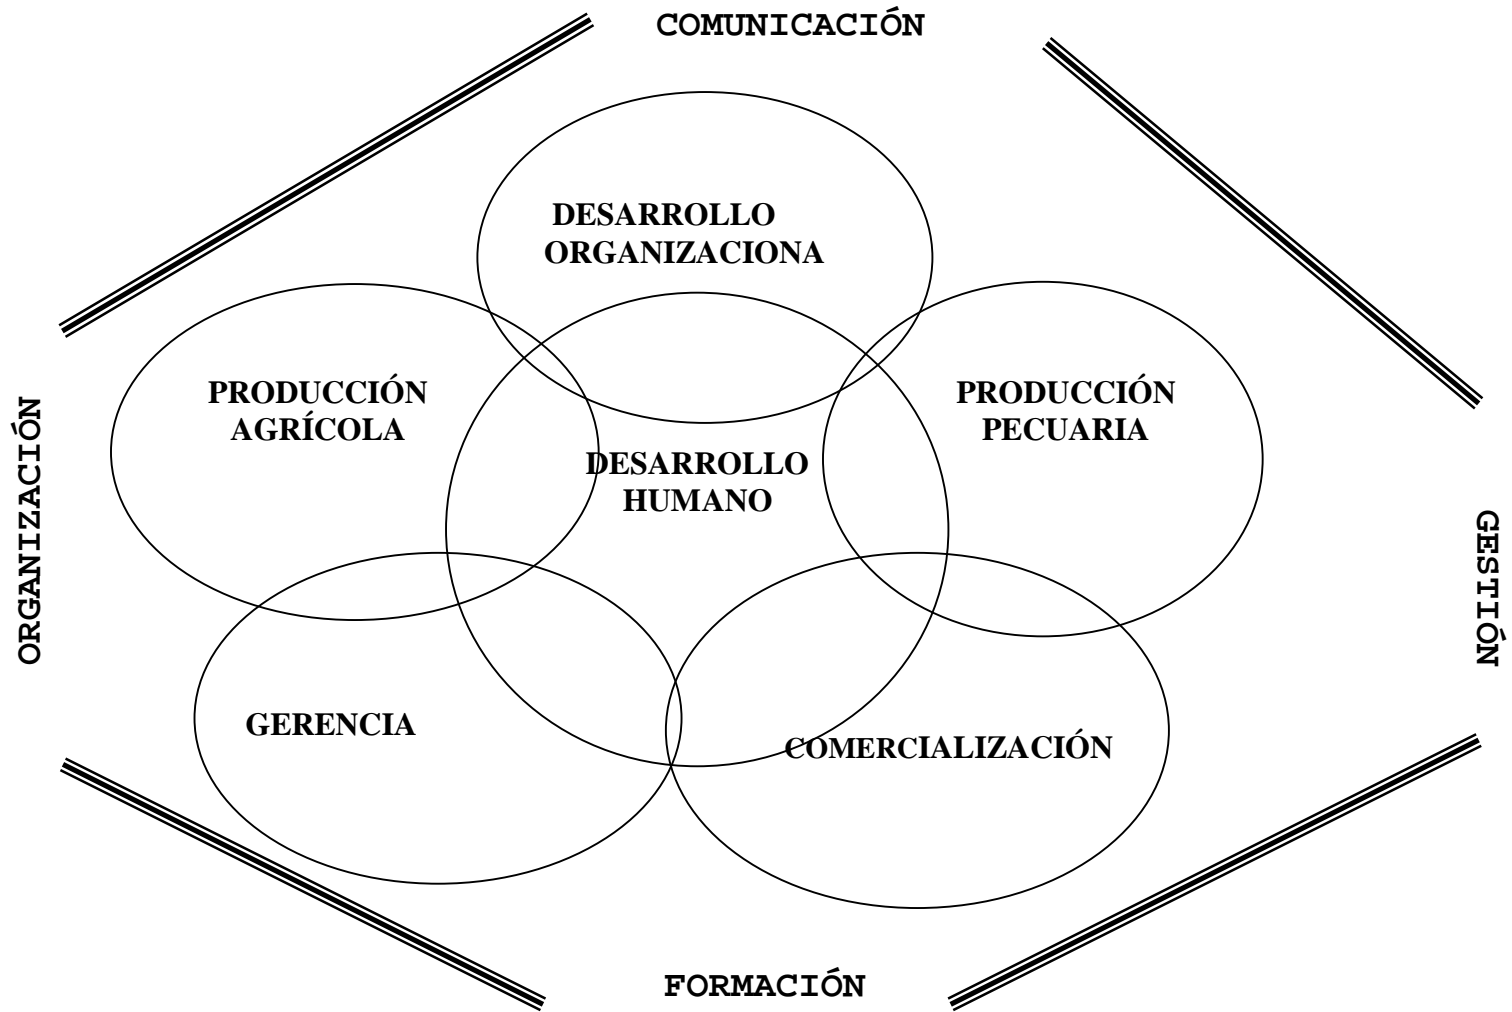 COMUNICACIÓN
DESARROLLO
ORGANIZACIONA
PRODUCCIÓN
AGRÍCOLA
PRODUCCIÓN
PECUARIA
DESARROLLO
HUMANO
ORGANIZACIÓN
GESTIÓN
GERENCIA
COMERCIALIZACIÓN
FORMACIÓN